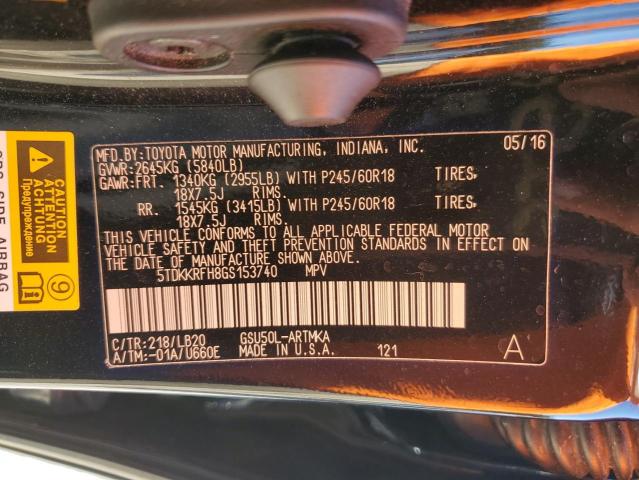 MFD.BY:TOYOTA MOTOR MANUFACTURING, INDIANA, INC. 05/16
GVWR:2645KG (5840LB)
GAWR:FRT. 1340KG (2955LB) WITH P245/60R18 TIRES,
18X7.5J RIMS
RR. 1545KG (3415LB) WITH P245/60R18 TIRES,
18X7.5J RIMS
THIS VEHICLE CONFORMS TO ALL APPLICABLE FEDERAL MOTOR
VEHICLE SAFETY AND THEFT PREVENTION STANDARDS IN EFFECT ON
THE DATE OF MANUFACTURE SHOWN ABOVE.
5TDKKRFH8GS153740 MPV
C/TR:218/LB20 GSU50L-ARTMKA
A/TM:-01A/U660E MADE IN U.S.A. 121 A
CAUTION
ATTENTION
ACHTUNG
Предупреждение
9
SRS SIDE AIRBAG